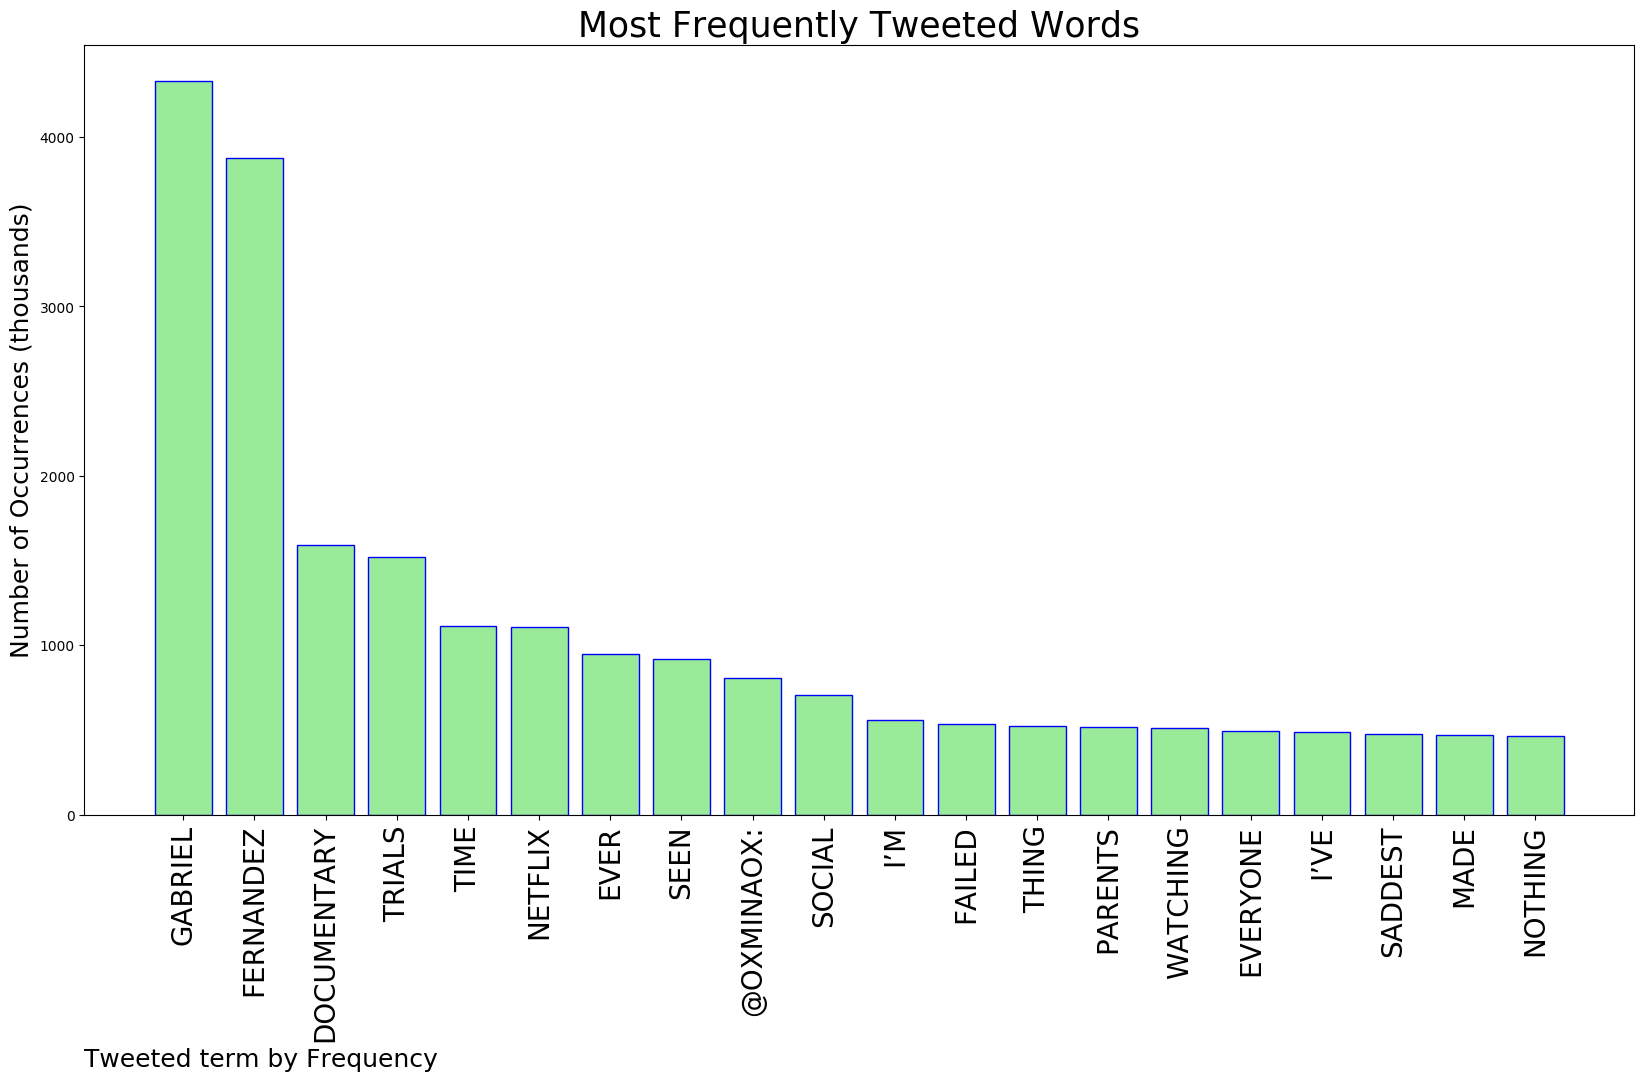 Most Frequently Tweeted Words
Number of Occurrences (thousands)
4000
3000
2000
1000
0
GABRIEL
FERNANDEZ
DOCUMENTARY
TRIALS
TIME
NETFLIX
EVER
SEEN
@OXMINAOX:
SOCIAL
I’M
FAILED
THING
PARENTS
WATCHING
EVERYONE
I’VE
SADDEST
MADE
NOTHING
Tweeted term by Frequency